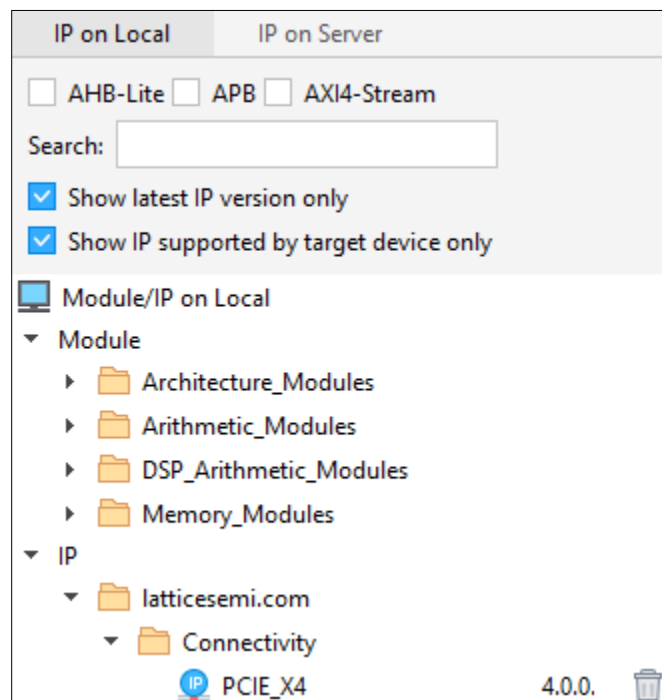 IP on Local IP on Server
AHB-Lite APB AXI4-Stream
Search:
Show latest IP version only
Show IP supported by target device only
Module/IP on Local
Module
Architecture_Modules
Arithmetic_Modules
DSP_Arithmetic_Modules
Memory_Modules
IP
latticesemi.com
Connectivity
IP PCIE_X4 4.0.0.